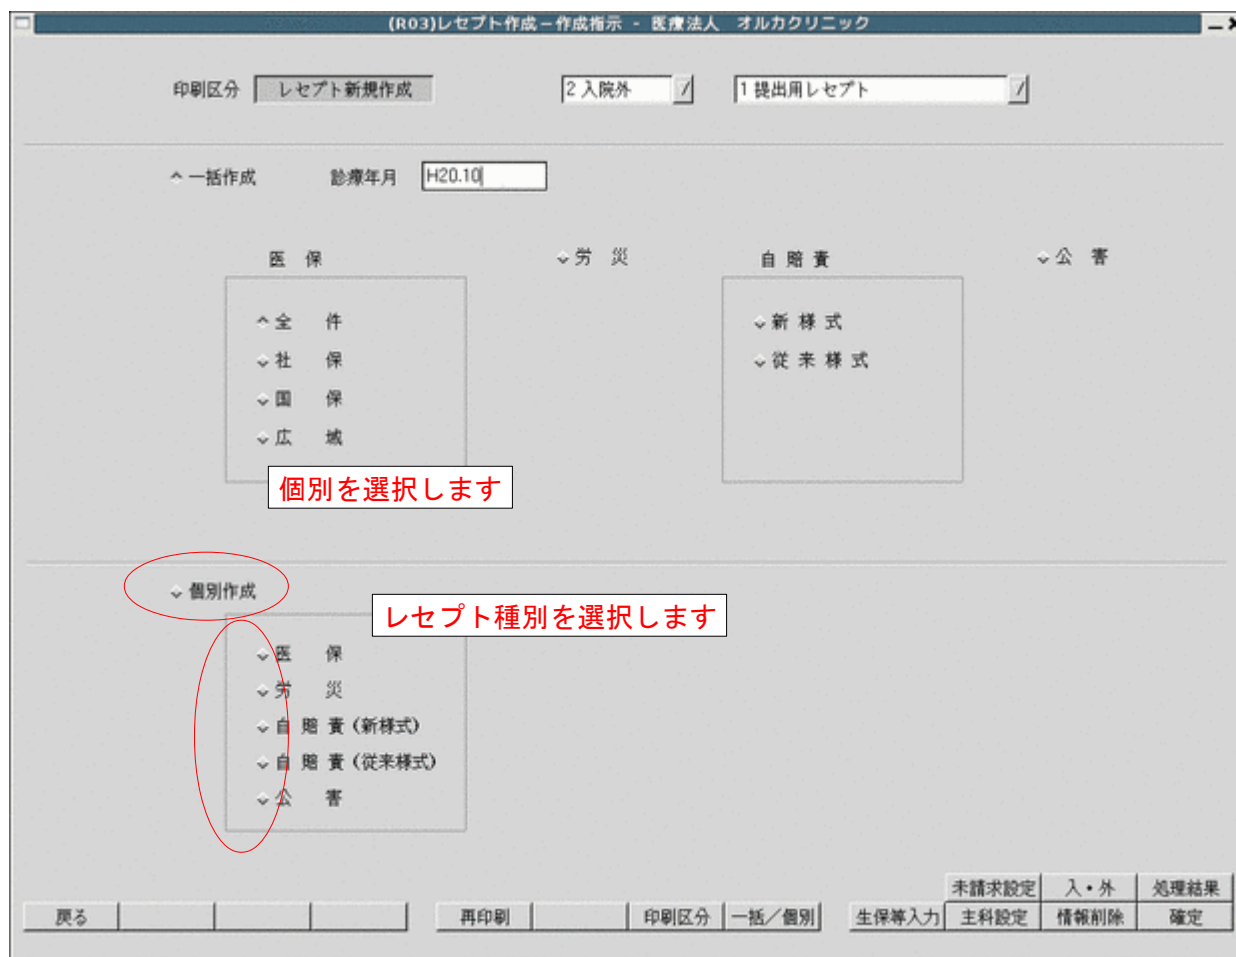 (R03)レセプト作成－作成指示 - 医療法人 オルカクリニック
印刷区分 レセプト新規作成 2 入院外 1 提出用レセプト
一括作成 診療年月 H20.10
医 保 労 災 自 賠 責 公 害
全 件 新 様 式
社 保 従 来 様 式
国 保
広 域
個別を選択します
個別作成
レセプト種別を選択します
医 保
労 災
自 賠 責 (新様式)
自 賠 責 (従来様式)
公 害
未請求設定 入・外 処理結果
戻る 再印刷 印刷区分 一括／個別 生保等入力 主科設定 情報削除 確定